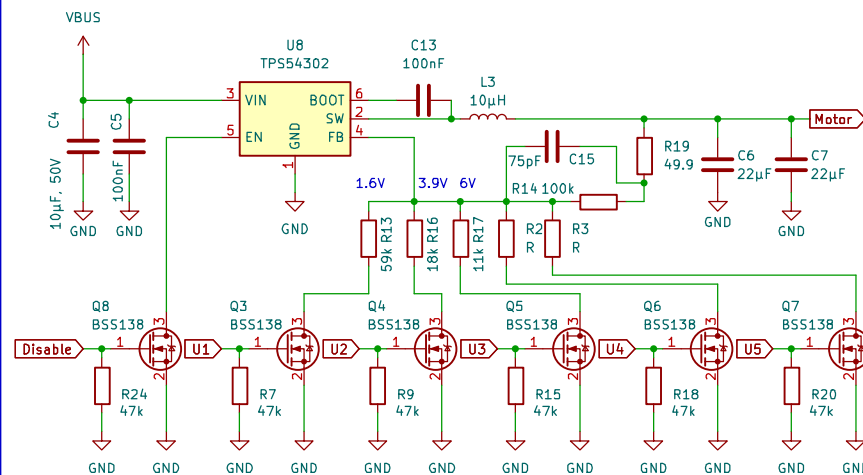 VBUS
U8
TPS54302
C13
100nF
L3
10µH
3
VIN
BOOT
6
SW
2
5
EN
FB
4
GND
1
C4
10µF, 50V
C5
100nF
GND
GND
GND
75pF
C15
R19
49.9
C6
22µF
C7
22µF
GND
GND
Motor
1.6V
3.9V
6V
R14
100k
R13
59k
R16
18k
R17
11k
R2
R
R3
R
Q8
BSS138
Q3
BSS138
Q4
BSS138
Q5
BSS138
Q6
BSS138
Q7
BSS138
Disable
1
3
2
U1
1
3
2
U2
1
3
2
U3
1
3
2
U4
1
3
2
U5
1
3
2
R24
47k
R7
47k
R9
47k
R15
47k
R18
47k
R20
47k
GND
GND
GND
GND
GND
GND
GND
GND
GND
GND
GND
GND